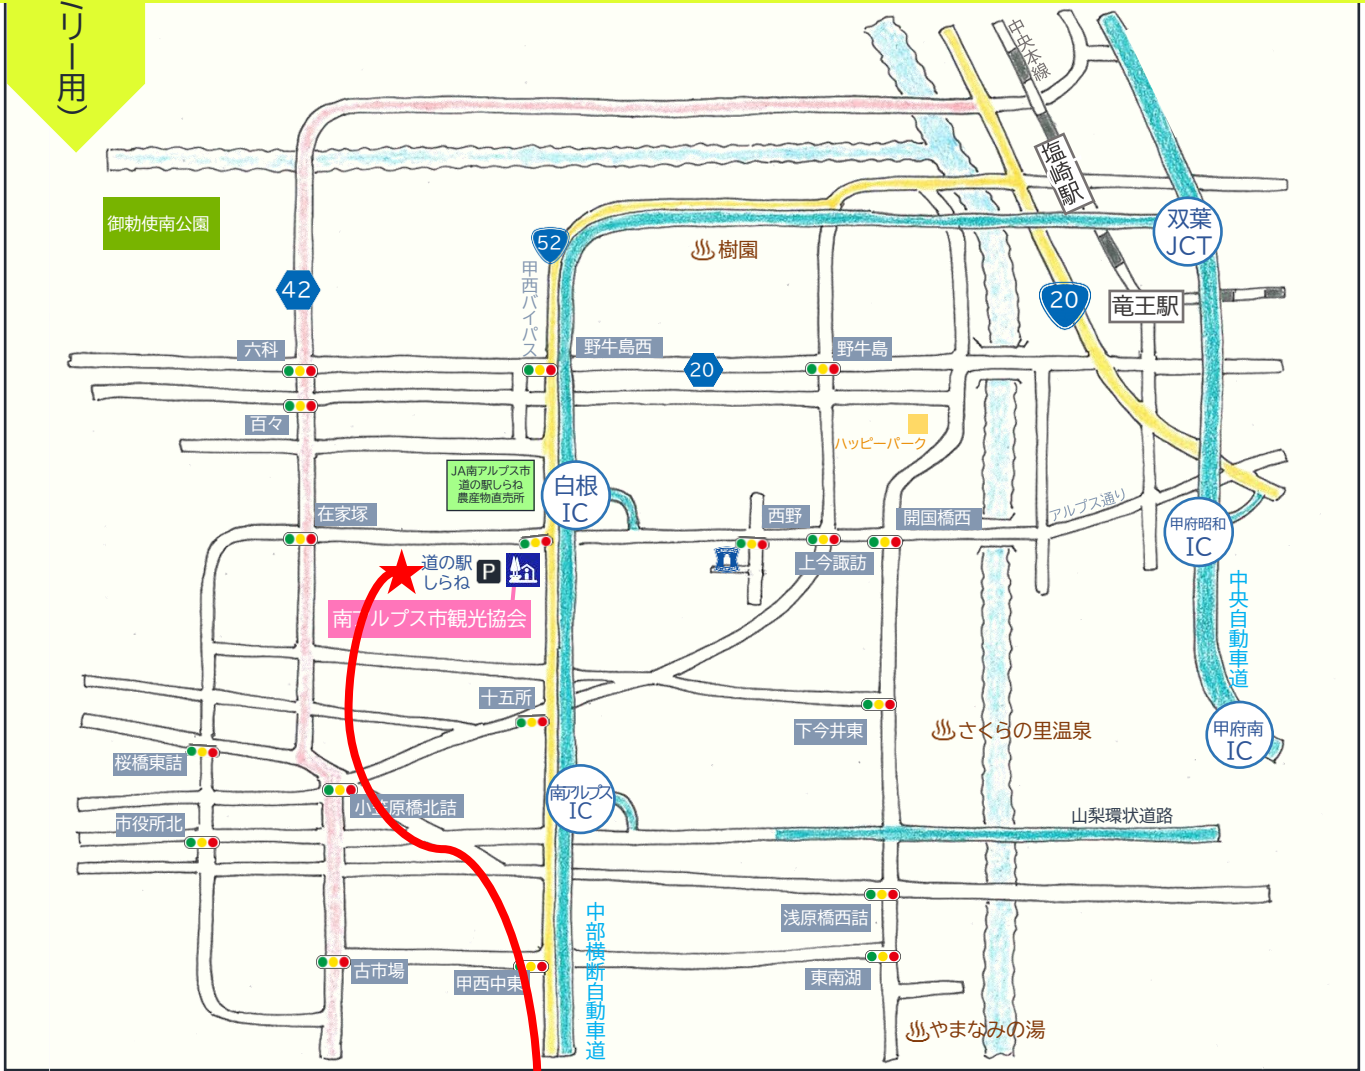 リー用）
中央本線
塩崎駅
双葉
JCT
御勅使南公園
52
樹園
甲西バイパス
42
20
竜王駅
六科
野牛島西
20
野牛島
百々
ハッピーパーク
JA南アルプス市
道の駅しらね
農産物直売所
白根
IC
アルプス通り
在家塚
西野
開国橋西
甲府昭和
IC
上今諏訪
道の駅
しらね
P
南アルプス市観光協会
中央自動車道
十五所
下今井東
さくらの里温泉
甲府南
IC
桜橋東詰
南アルプス
IC
小笠原橋北詰
市役所北
山梨環状道路
浅原橋西詰
中部横断自動車道
古市場
甲西中東
東南湖
やまなみの湯